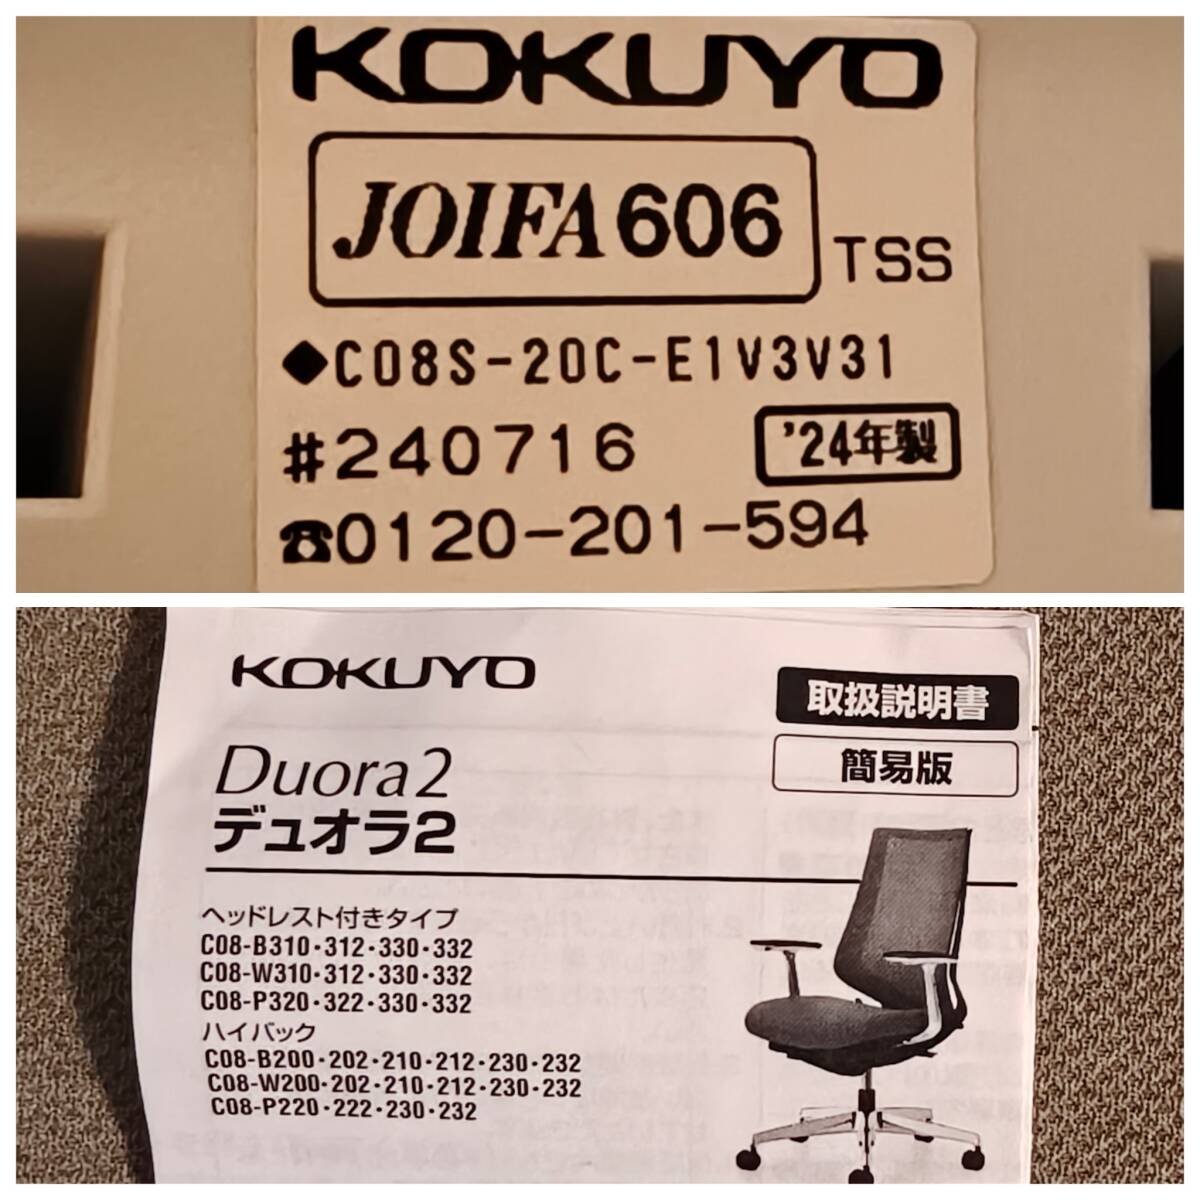 KOKUYO
JOIFA606 TSS
◆C08S-20C-E1V3V31
#240716 '24年製
☎0120-201-594
KOKUYO
取扱説明書
簡易版
Duora2
デュオラ2
ヘッドレスト付きタイプ
C08-B310・312・330・332
C08-W310・312・330・332
C08-P320・322・330・332
ハイバック
C08-B200・202・210・212・230・232
C08-W200・202・210・212・230・232
C08-P220・222・230・232